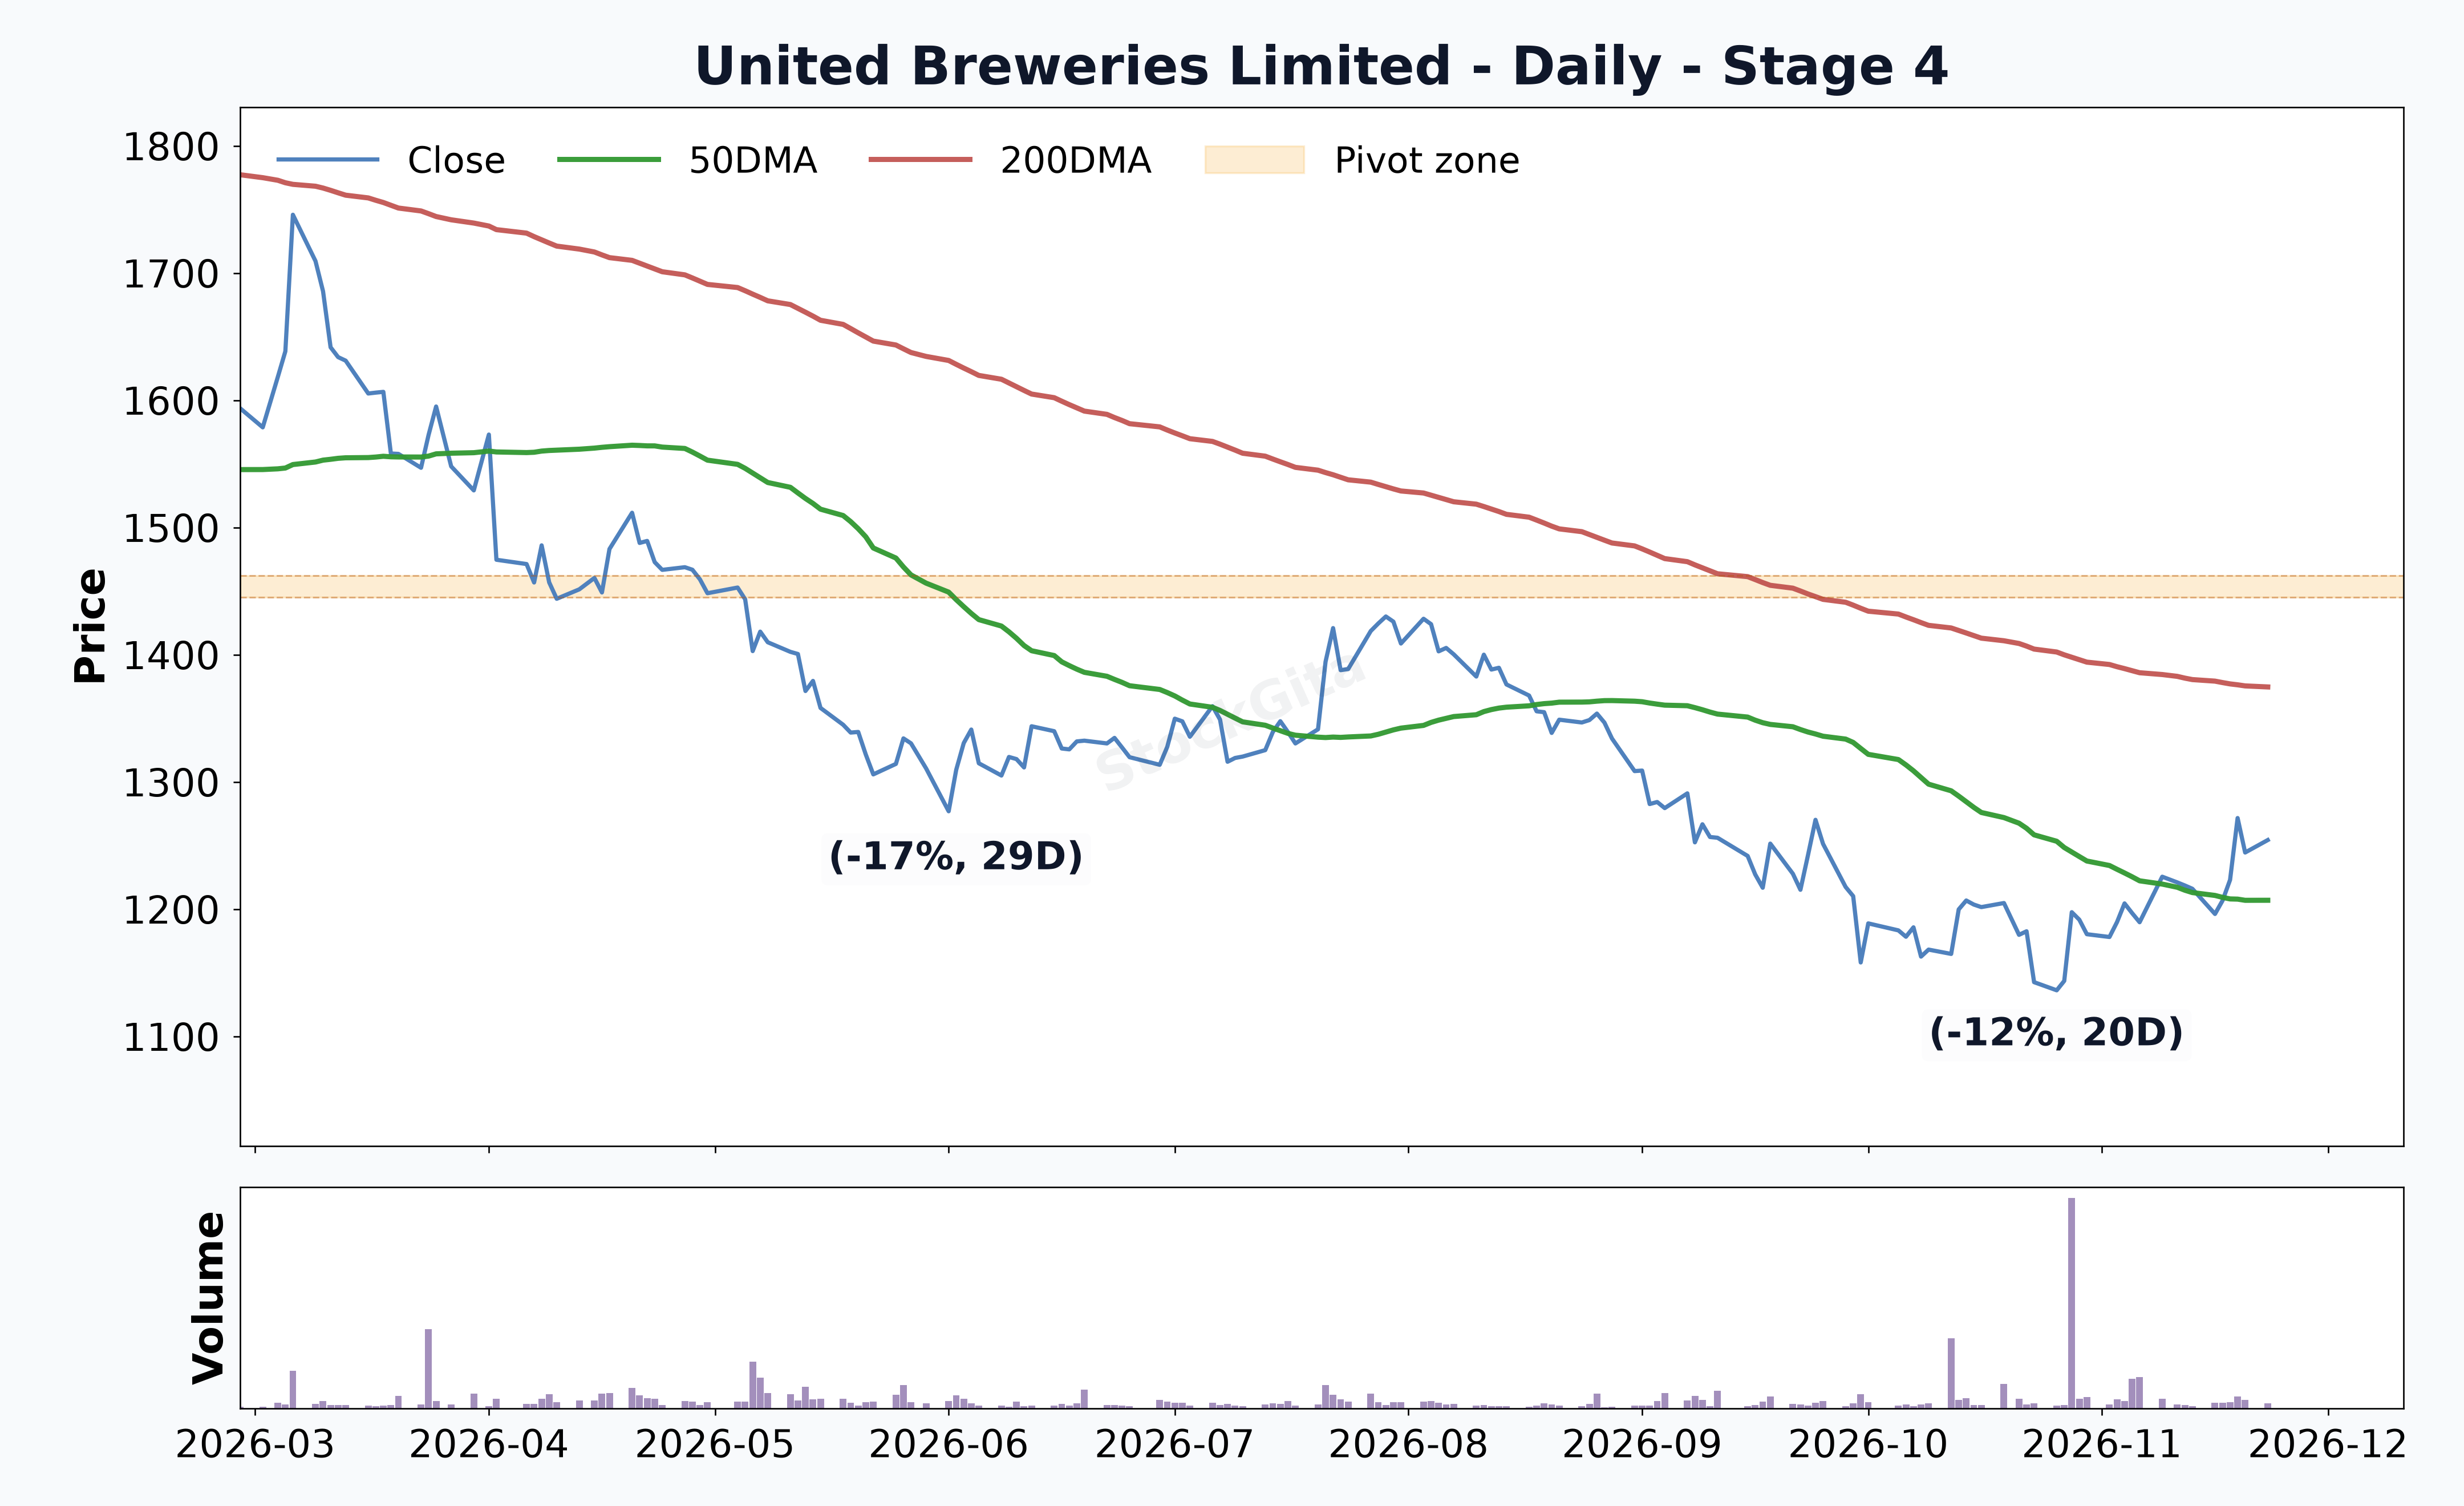 United Breweries Limited - Daily - Stage 4
Close 50DMA 200DMA Pivot zone
1800
1700
1600
1500
1400
1300
1200
1100
Price
StockGita
(-17%, 29D)
(-12%, 20D)
Volume
2026-03 2026-04 2026-05 2026-06 2026-07 2026-08 2026-09 2026-10 2026-11 2026-12